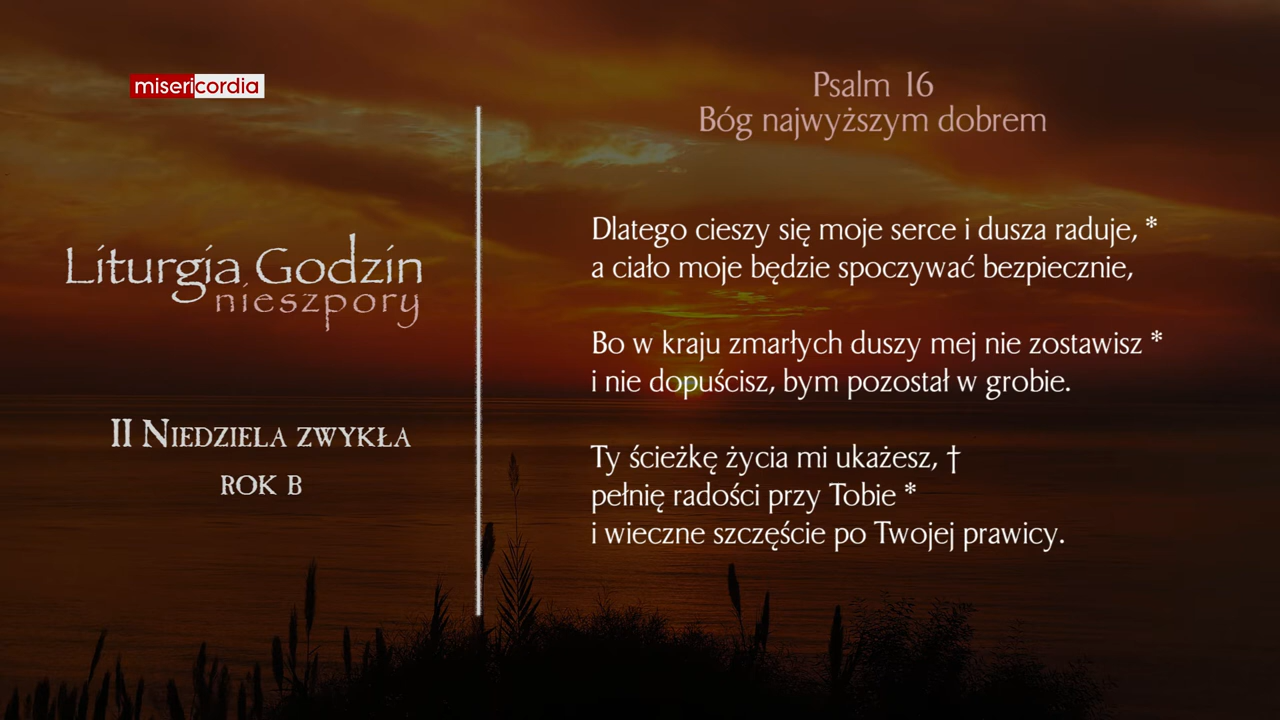 misericordia
Liturgia Godzin
nieszpory
II Niedziela zwykła
rok B
Psalm 16
Bóg najwyższym dobrem
Dlatego cieszy się moje serce i dusza raduje, *
a ciało moje będzie spoczywać bezpiecznie,
Bo w kraju zmarłych duszy mej nie zostawisz *
i nie dopuścisz, bym pozostał w grobie.
Ty ścieżkę życia mi ukażesz, †
pełnię radości przy Tobie *
i wieczne szczęście po Twojej prawicy.